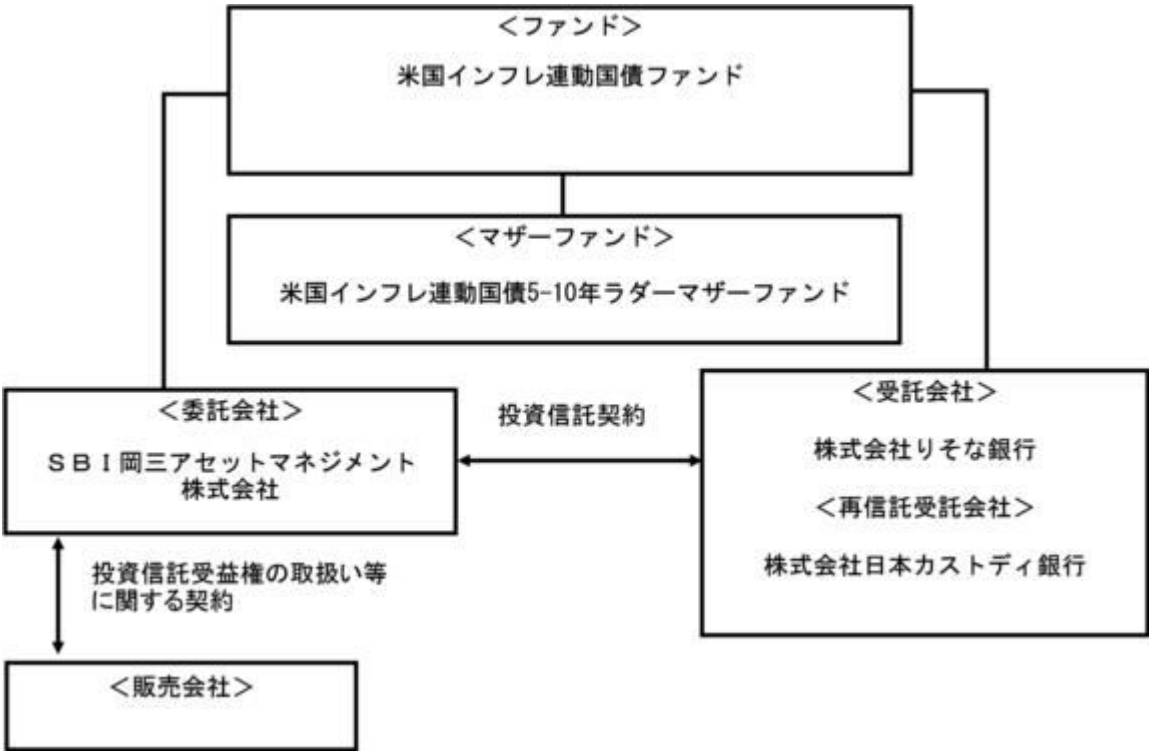 ＜ファンド＞
米国インフレ連動国債ファンド
＜マザーファンド＞
米国インフレ連動国債5-10年ラダーマザーファンド
＜委託会社＞
ＳＢＩ岡三アセットマネジメント
株式会社
投資信託契約
＜受託会社＞
株式会社りそな銀行
＜再信託受託会社＞
株式会社日本カストディ銀行
投資信託受益権の取扱い等
に関する契約
＜販売会社＞